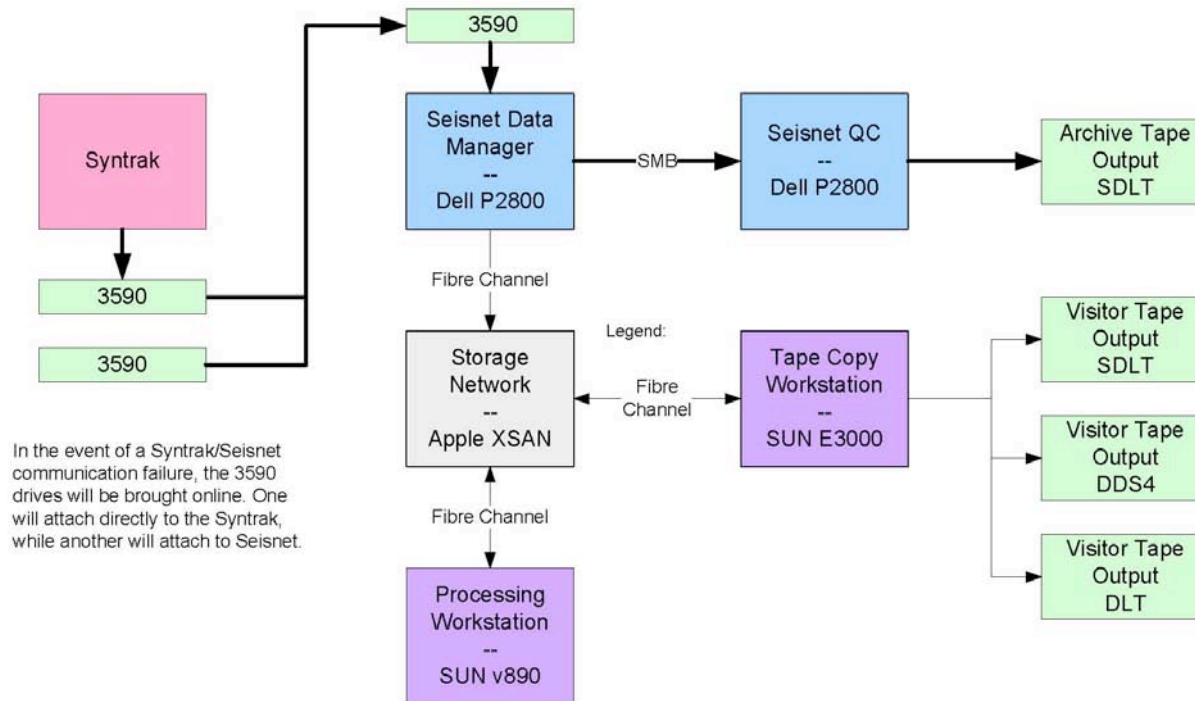 3590
Syntrak
Seisnet Data
Manager
--
Dell P2800
SMB
Seisnet QC
--
Dell P2800
Archive Tape
Output
SDLT
3590
3590
Fibre Channel
Legend:
Storage
Network
--
Apple XSAN
Fibre
Channel
Tape Copy
Workstation
--
SUN E3000
Visitor Tape
Output
SDLT
Visitor Tape
Output
DDS4
Visitor Tape
Output
DLT
In the event of a Syntrak/Seisnet
communication failure, the 3590
drives will be brought online. One
will attach directly to the Syntrak,
while another will attach to Seisnet.
Fibre Channel
Processing
Workstation
--
SUN v890